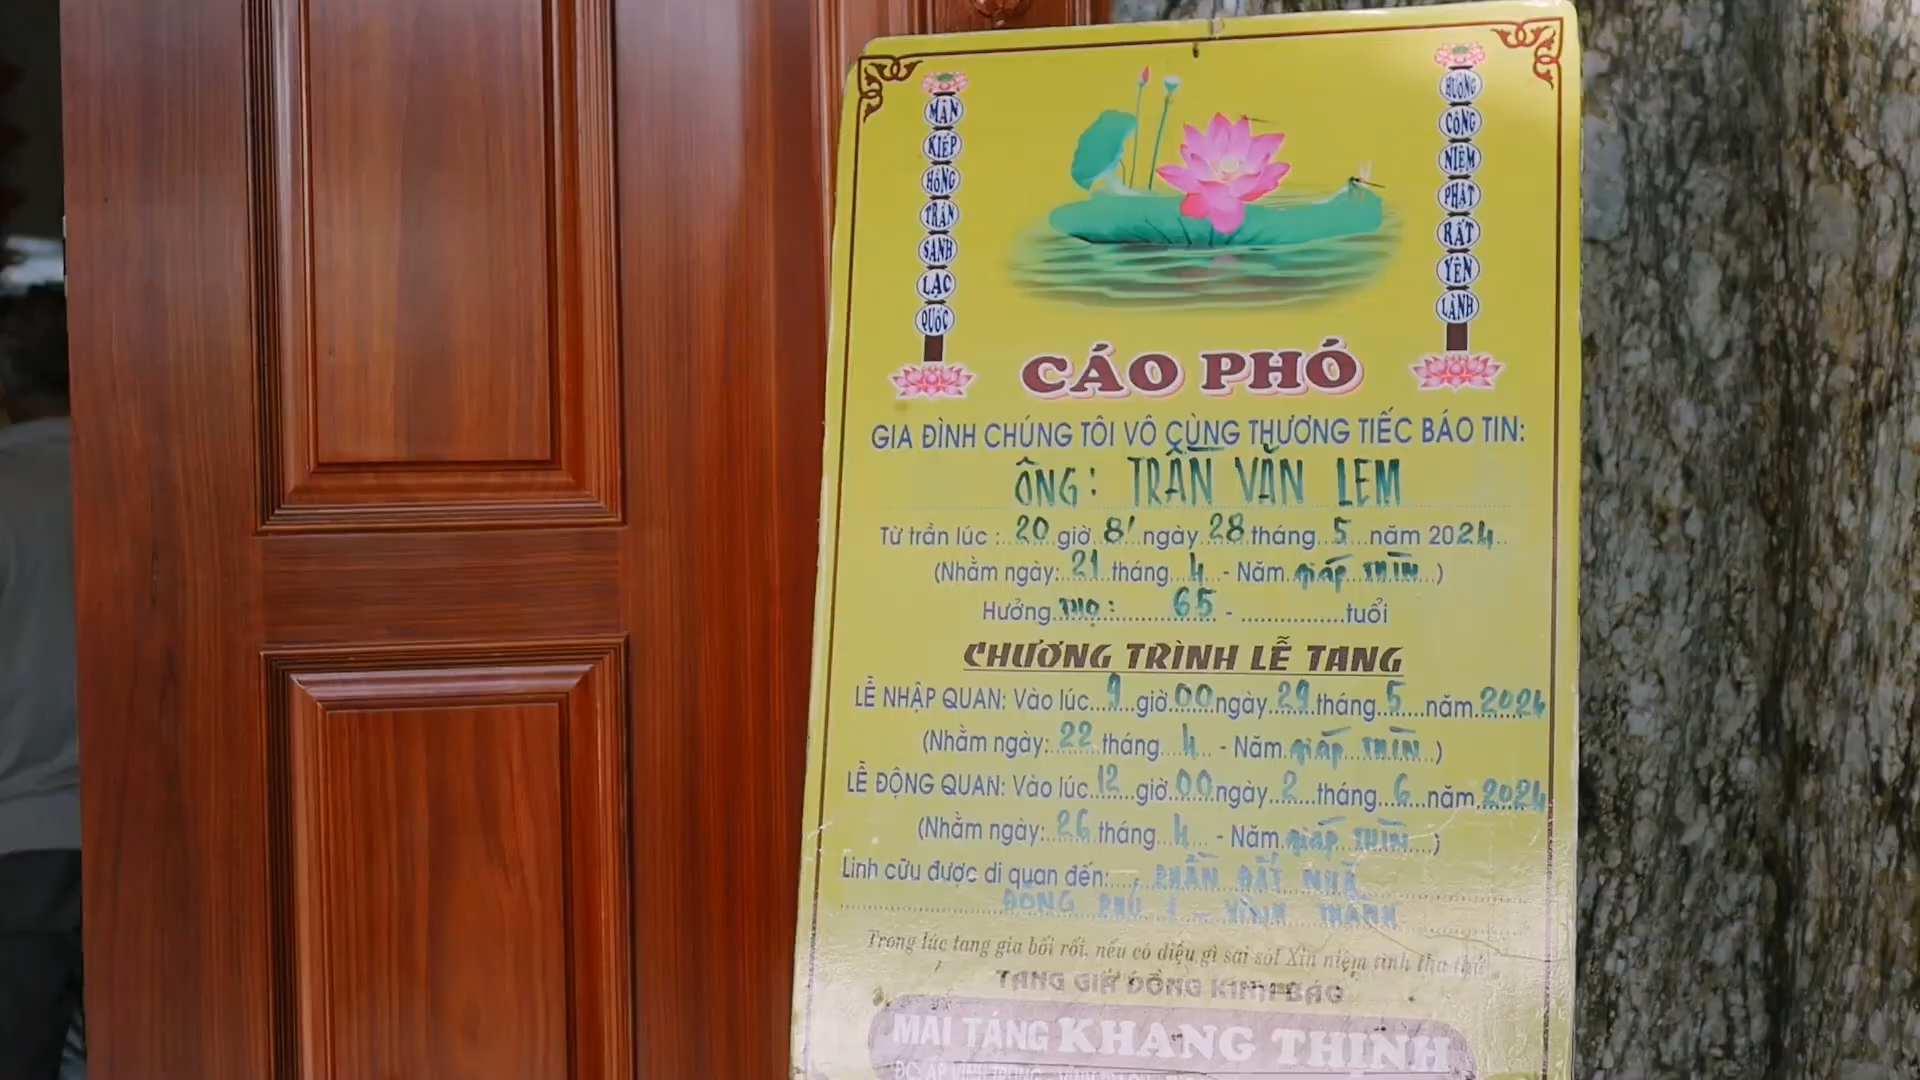 MÃN KIẾP HỒNG TRẦN SANH LẠC QUỐC
HƯỞNG CÔNG NIỆM PHẬT RẤT YÊN LÀNH
CÁO PHÓ
GIA ĐÌNH CHÚNG TÔI VÔ CÙNG THƯƠNG TIẾC BÁO TIN:
ÔNG: TRẦN VĂN LEM
Từ trần lúc : 20 giờ 8' ngày 28 tháng 5 năm 2024
(Nhằm ngày: 21 tháng 4 - Năm giáp THÌN )
Hưởng THỌ: 65 - tuổi
CHƯƠNG TRÌNH LỄ TANG
LỄ NHẬP QUAN: Vào lúc 9 giờ 00 ngày 29 tháng 5 năm 2024
(Nhằm ngày: 22 tháng 4 - Năm giáp THÌN )
LỄ ĐỘNG QUAN: Vào lúc 12 giờ 00 ngày 2 tháng 6 năm 2024
(Nhằm ngày: 26 tháng 4 - Năm giáp THÌN )
Linh cữu được di quan đến: PHẦN ĐẤT NHÀ
ĐÔNG PHÚ 1 - VĨNH THÀNH
Trong lúc tang gia bối rối, nếu có điều gì sai sót Xin niệm tình tha thứ
TANG GIA ĐỒNG KÍNH BÁO
MAI TÁNG KHANG THỊNH